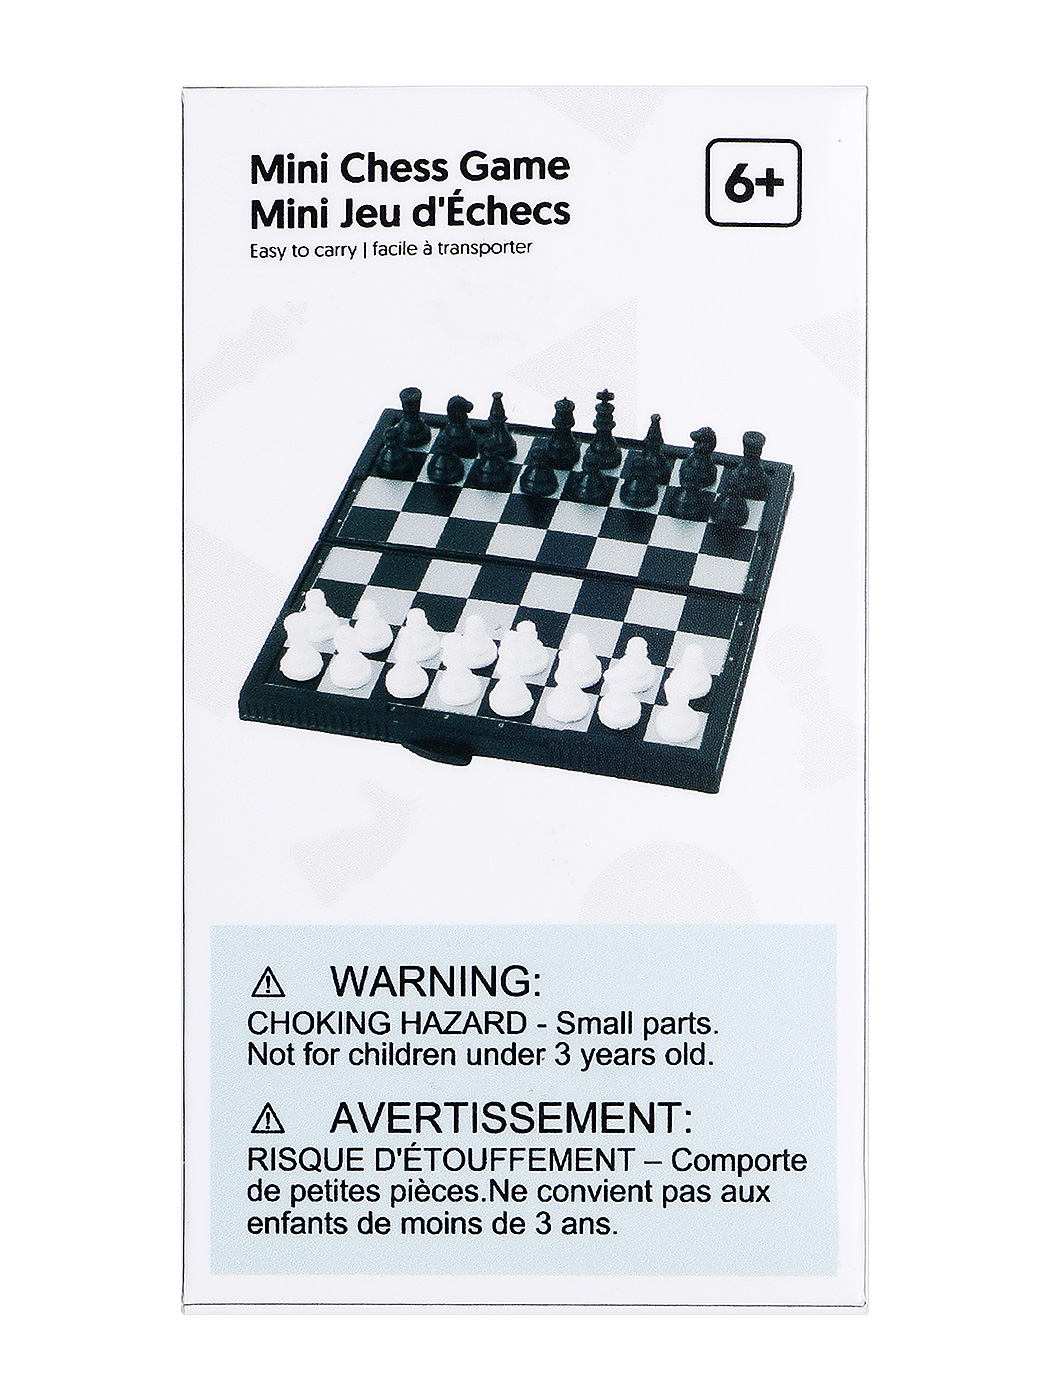 Mini Chess Game
Mini Jeu d'Échecs
Easy to carry | facile à transporter
6+
WARNING:
CHOKING HAZARD - Small parts.
Not for children under 3 years old.
AVERTISSEMENT:
RISQUE D'ÉTOUFFEMENT – Comporte
de petites pièces.Ne convient pas aux
enfants de moins de 3 ans.